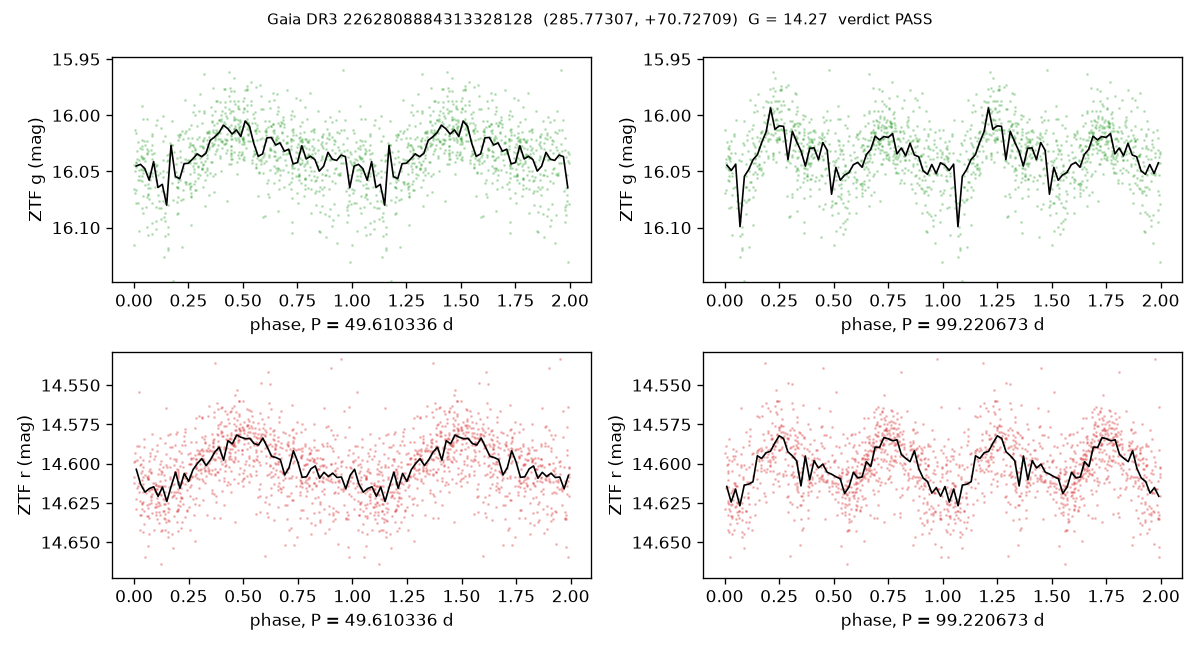 Gaia DR3 2262808884313328128  (285.77307, +70.72709)  G = 14.27  verdict PASS
ZTF g (mag)
15.95
16.00
16.05
16.10
0.00 0.25 0.50 0.75 1.00 1.25 1.50 1.75 2.00
phase, P = 49.610336 d
ZTF g (mag)
15.95
16.00
16.05
16.10
0.00 0.25 0.50 0.75 1.00 1.25 1.50 1.75 2.00
phase, P = 99.220673 d
ZTF r (mag)
14.550
14.575
14.600
14.625
14.650
0.00 0.25 0.50 0.75 1.00 1.25 1.50 1.75 2.00
phase, P = 49.610336 d
ZTF r (mag)
14.550
14.575
14.600
14.625
14.650
0.00 0.25 0.50 0.75 1.00 1.25 1.50 1.75 2.00
phase, P = 99.220673 d